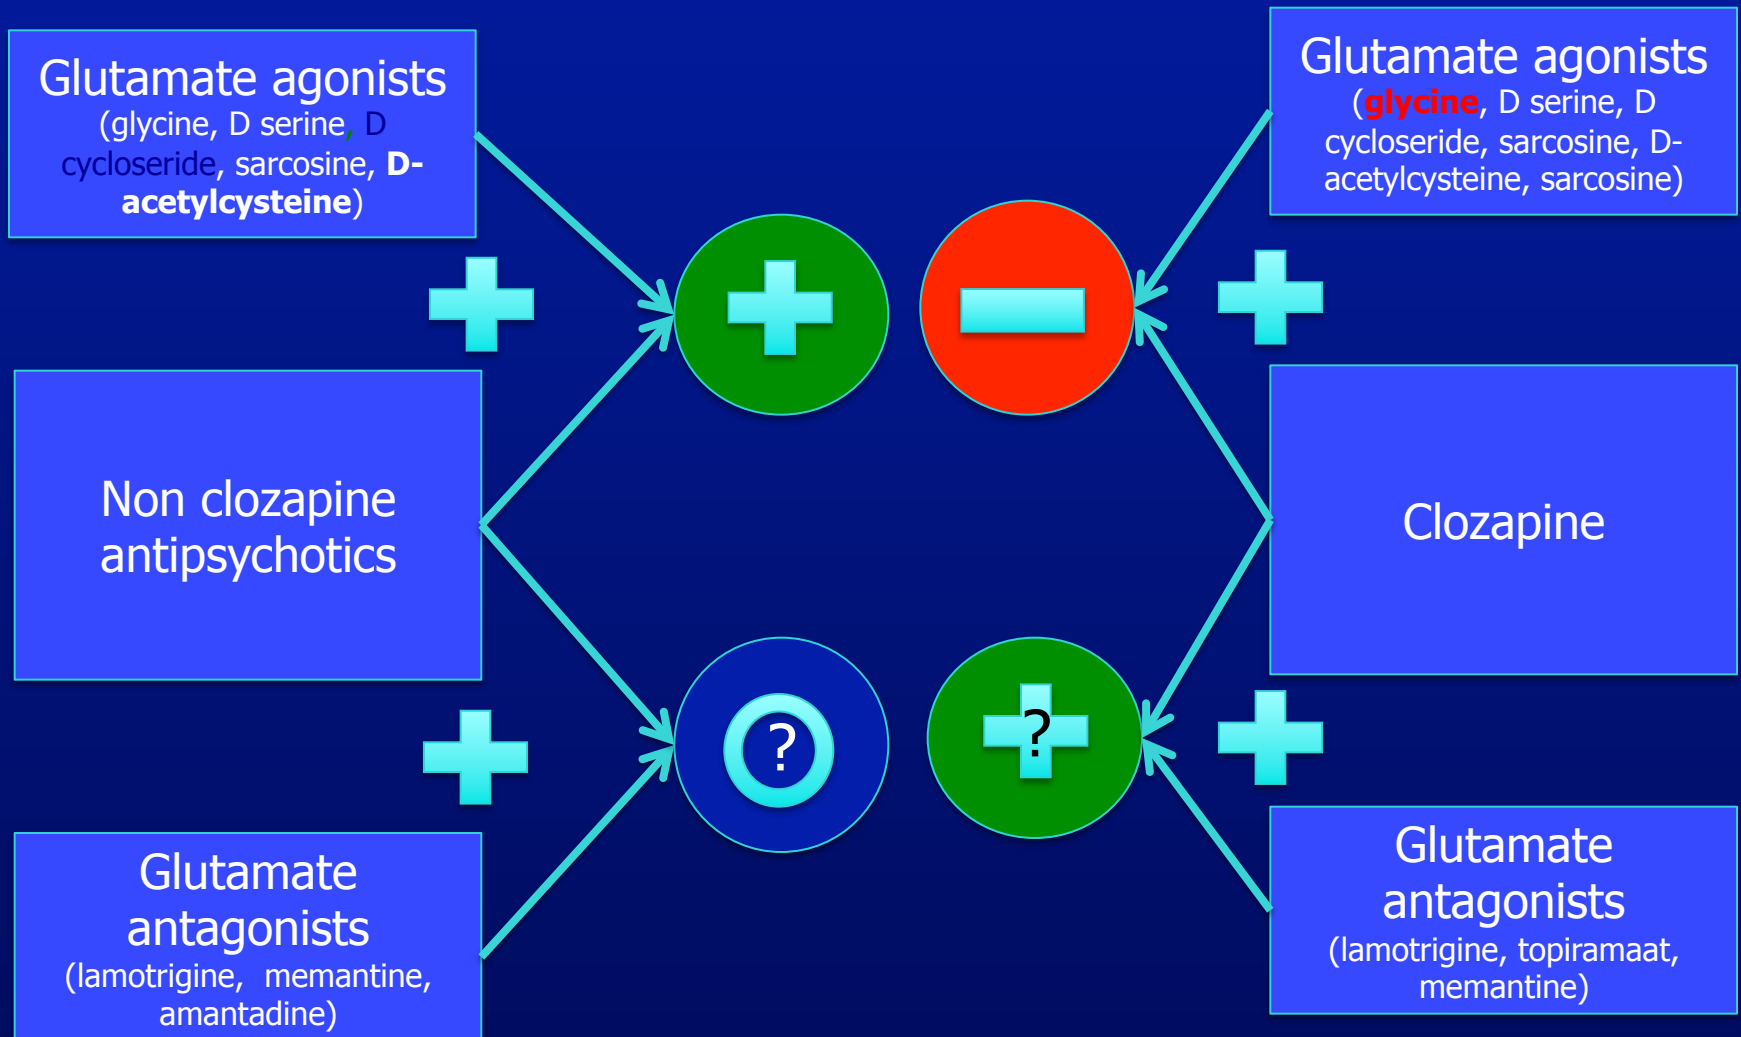 Glutamate agonists
(glycine, D serine, D
cycloseride, sarcosine, D-
acetylcysteine)
Glutamate agonists
(glycine, D serine, D
cycloseride, sarcosine, D-
acetylcysteine, sarcosine)
Non clozapine
antipsychotics
Clozapine
?
?
Glutamate
antagonists
(lamotrigine, memantine,
amantadine)
Glutamate
antagonists
(lamotrigine, topiramaat,
memantine)